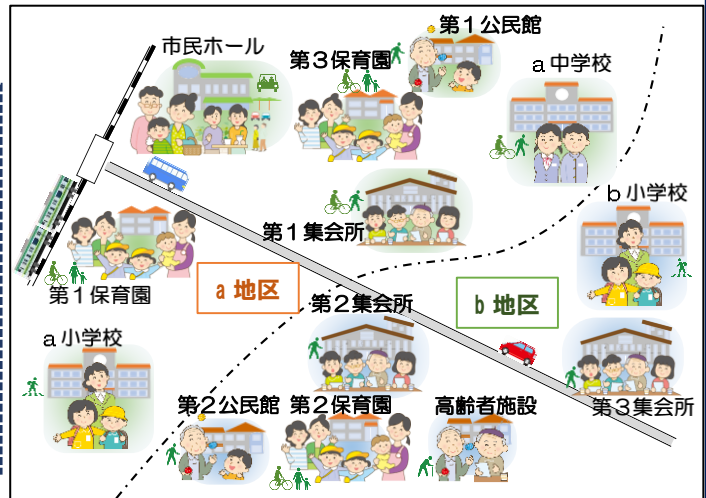 第１公民館
市民ホール
第３保育園
a中学校
b小学校
第１集会所
第１保育園
a 地区
第２集会所
b 地区
a小学校
第２公民館
第２保育園
高齢者施設
第３集会所